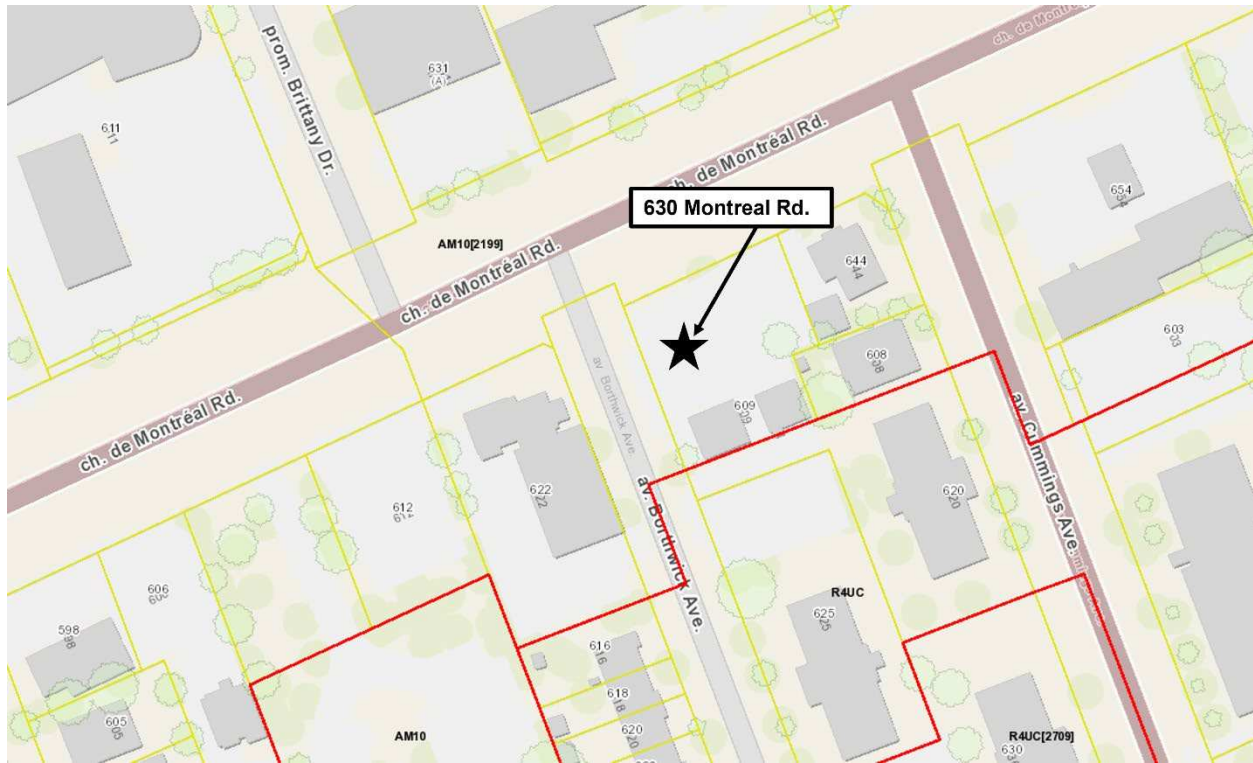 ch. de Montré
prom. Brittany Dr.
631
(A)
611
ch. de Montréal Rd.
654
630 Montreal Rd.
AM10[2199]
644
ch. de Montréal Rd.
603
608
av. Borthwick Ave.
609
av. Cummings Ave.
ch. de Montréal Rd.
620
622
612
av. Borthwick Ave.
R4UC
606
625
598
616
618
605
620
AM10
630
R4UC[2709]